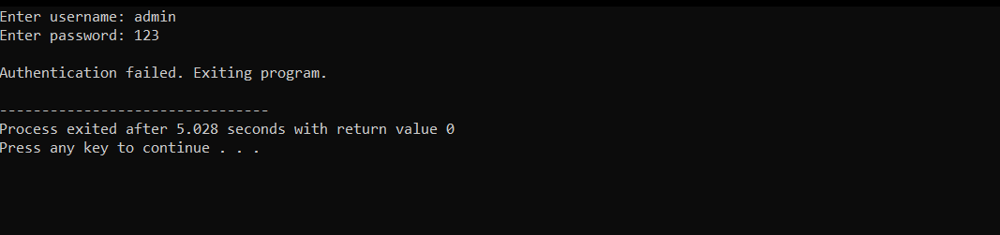 Enter username: admin
Enter password: 123
Authentication failed. Exiting program.
--------------------------------
Process exited after 5.028 seconds with return value 0
Press any key to continue . . .